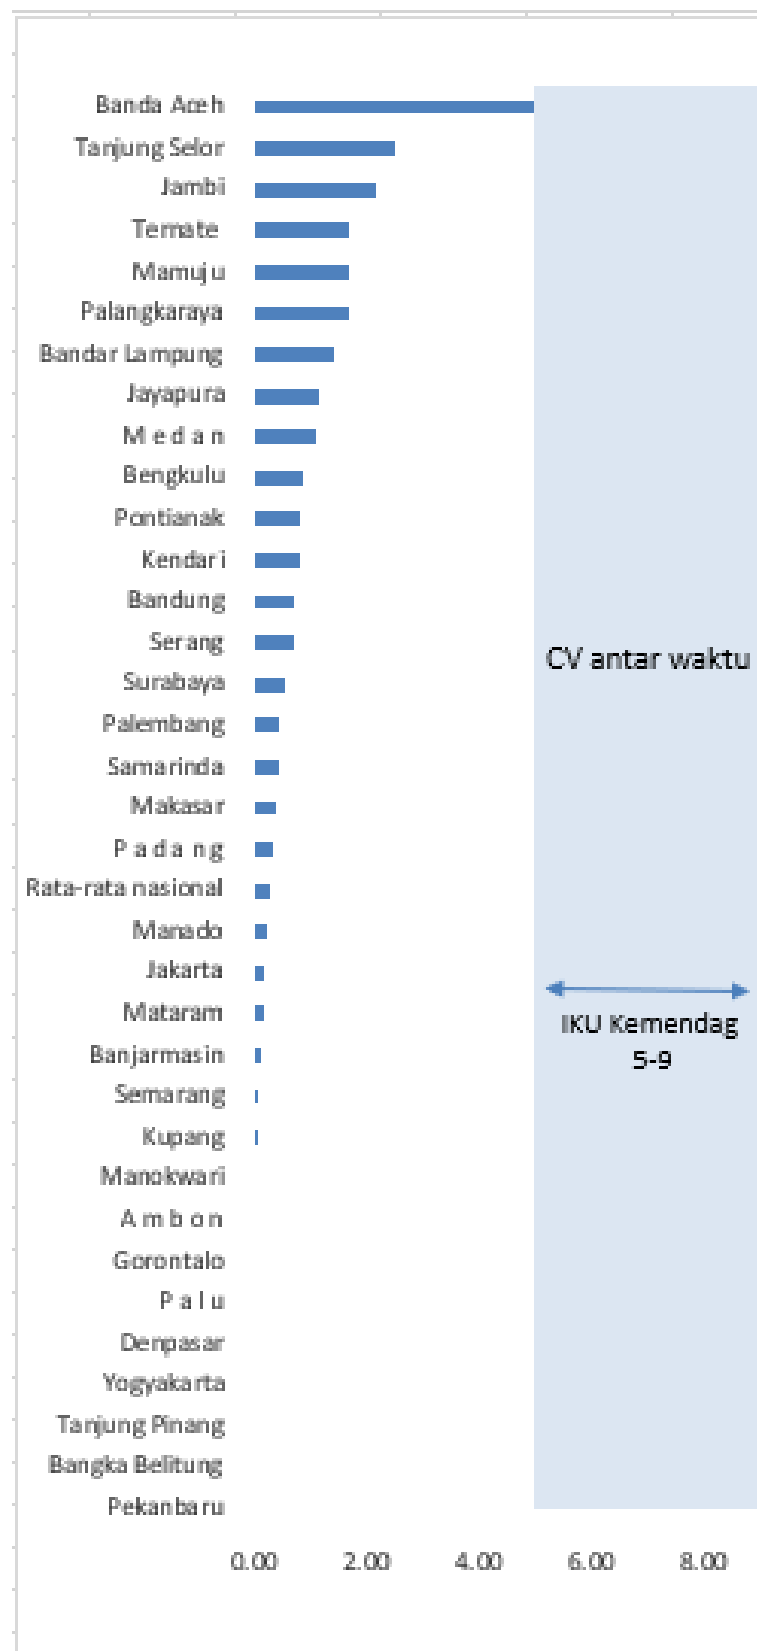 Banda Aceh
Tanjung Selor
Jambi
Ternate
Mamuju
Palangkaraya
Bandar Lampung
Jayapura
M e d a n
Bengkulu
Pontianak
Kendari
Bandung
Serang
CV antar waktu
Surabaya
Palembang
Samarinda
Makasar
P a d a n g
Rata-rata nasional
Manado
Jakarta
Mataram
IKU Kemendag
5-9
Banjarmasin
Semarang
Kupang
Manokwari
A m b o n
Gorontalo
P a l u
Denpasar
Yogyakarta
Tanjung Pinang
Bangka Belitung
Pekanbaru
0.00 2.00 4.00 6.00 8.00